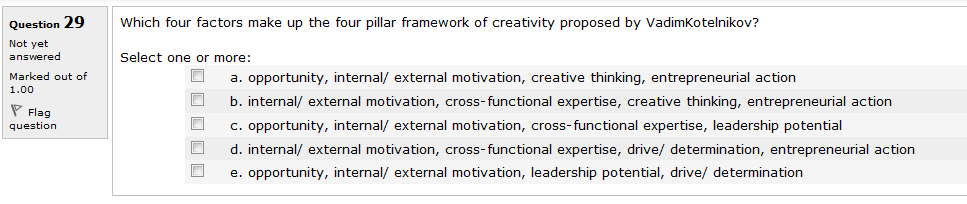 Question 29
Not yet
answered
Marked out of
1.00
Flag
question
Which four factors make up the four pillar framework of creativity proposed by VadimKotelnikov?
Select one or more:
a. opportunity, internal/ external motivation, creative thinking, entrepreneurial action
b. internal/ external motivation, cross-functional expertise, creative thinking, entrepreneurial action
c. opportunity, internal/ external motivation, cross-functional expertise, leadership potential
d. internal/ external motivation, cross-functional expertise, drive/ determination, entrepreneurial action
e. opportunity, internal/ external motivation, leadership potential, drive/ determination